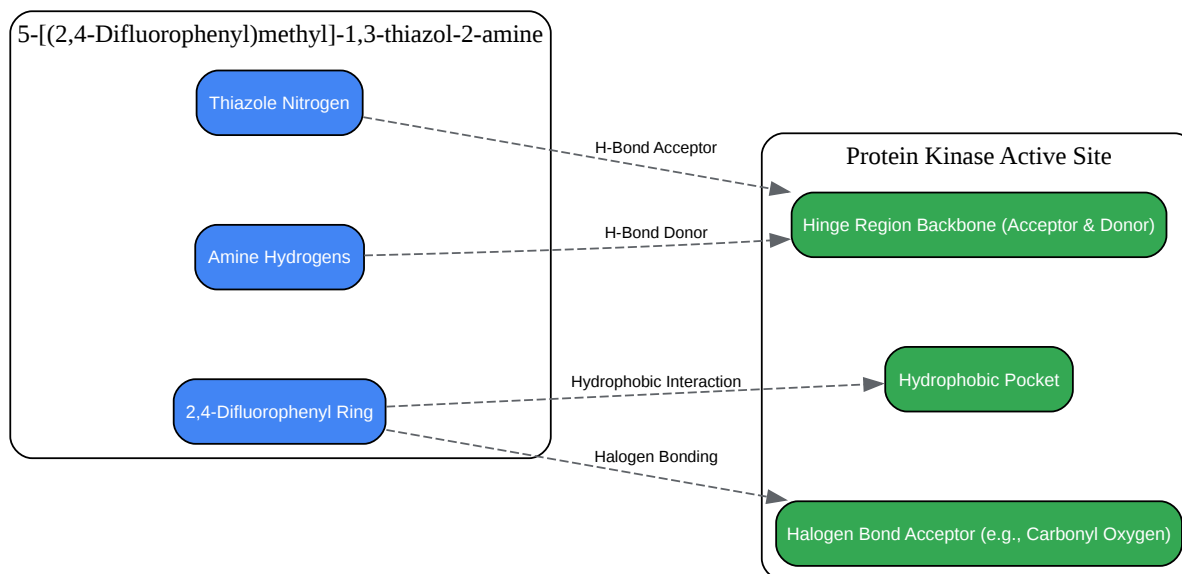 5-[(2,4-Difluorophenyl)methyl]-1,3-thiazol-2-amine
Thiazole Nitrogen
Amine Hydrogens
2,4-Difluorophenyl Ring
H-Bond Acceptor
H-Bond Donor
Hydrophobic Interaction
Halogen Bonding
Protein Kinase Active Site
Hinge Region Backbone (Acceptor & Donor)
Hydrophobic Pocket
Halogen Bond Acceptor (e.g., Carbonyl Oxygen)